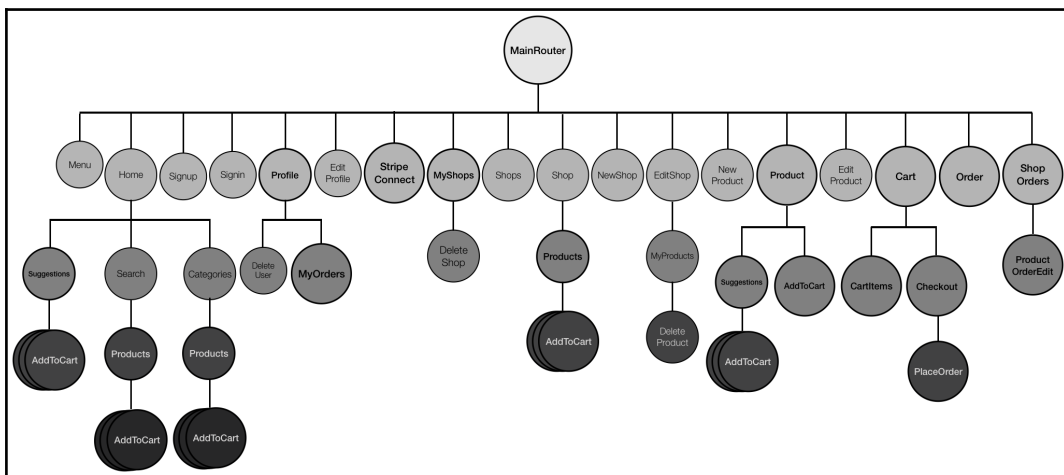 MainRouter
Menu
Home
Signup
Signin
Profile
Edit
Profile
Stripe
Connect
MyShops
Shops
Shop
NewShop
EditShop
New
Product
Product
Edit
Product
Cart
Order
Shop
Orders
Suggestions
Search
Categories
Delete
User
MyOrders
Delete
Shop
Products
MyProducts
Suggestions
AddToCart
CartItems
Checkout
Product
OrderEdit
AddToCart
Products
Products
AddToCart
Delete
Product
AddToCart
PlaceOrder
AddToCart
AddToCart